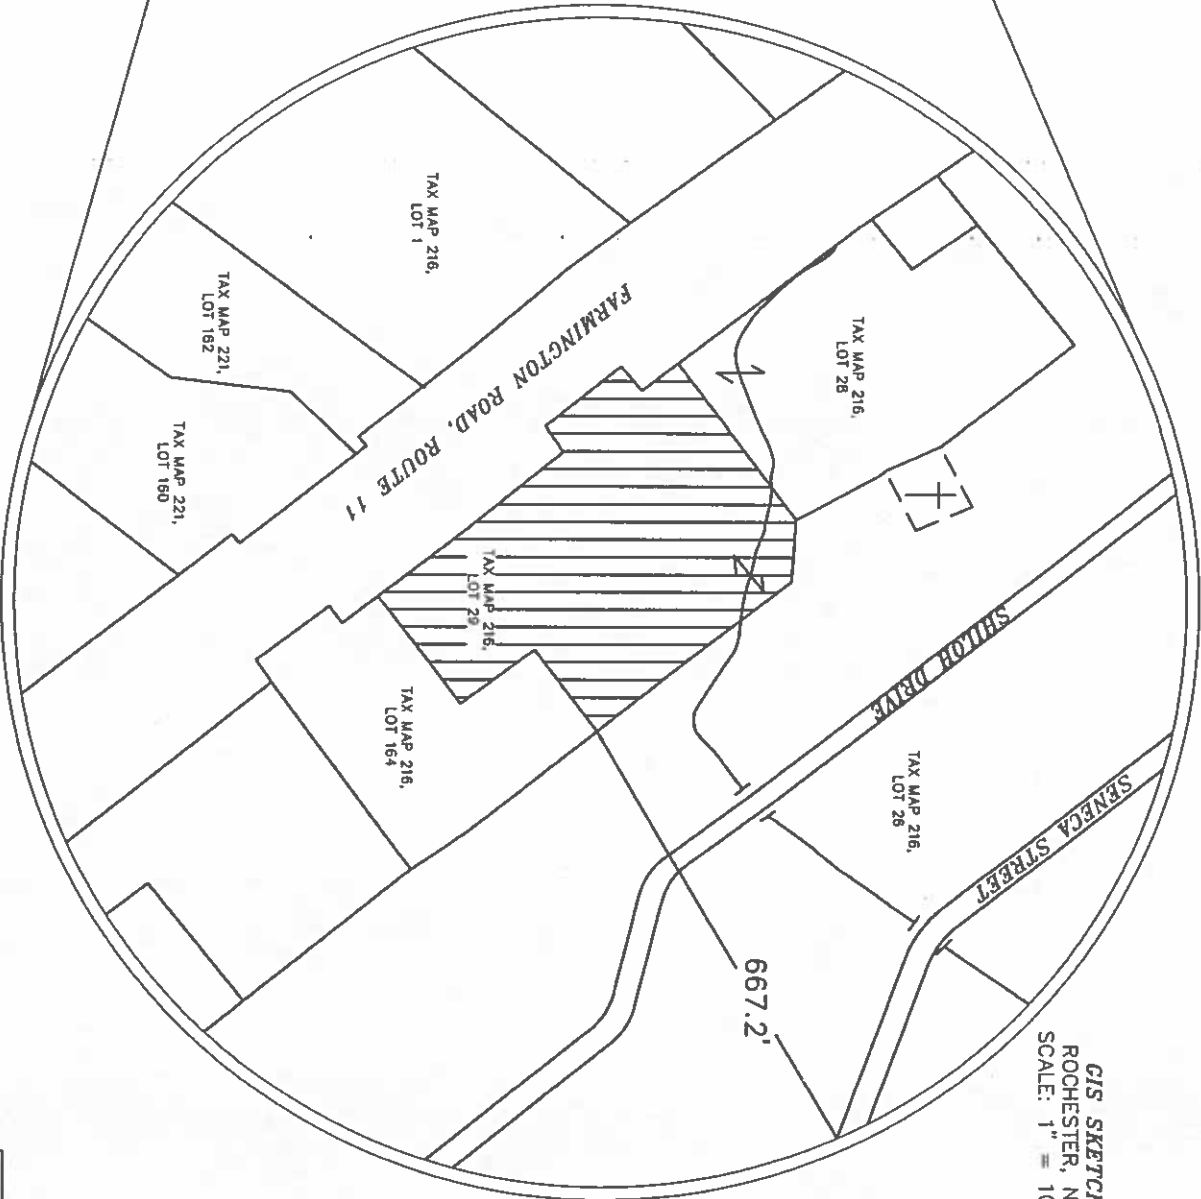 GIS SKETCH
ROCHESTER, N
SCALE: 1" = 10
SENECA STREET
SHILOH DRIVE
TAX MAP 216,
LOT 26
TAX MAP 216,
LOT 28
667.2'
TAX MAP 216,
LOT 29
FARMINGTON ROAD, ROUTE 11
TAX MAP 216,
LOT 164
TAX MAP 216,
LOT 1
TAX MAP 221,
LOT 162
TAX MAP 221,
LOT 160